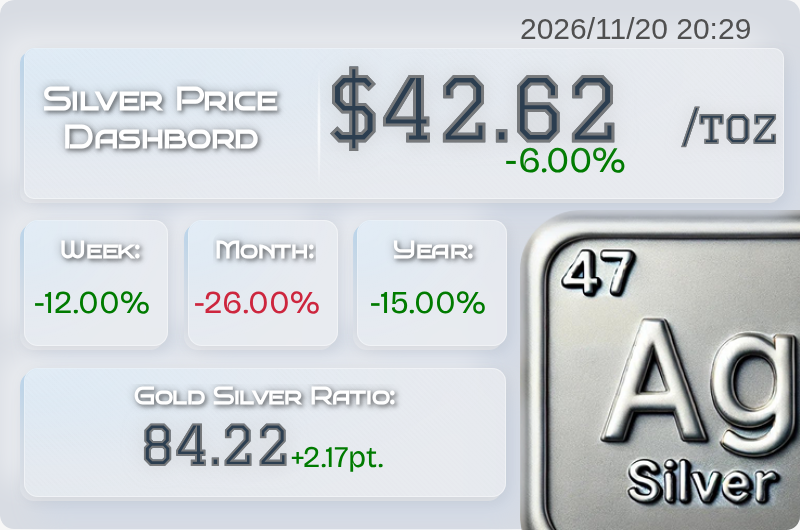 2026/11/20 20:29
Silver Price
Dashbord
$42.62
/TOZ
-6.00%
Week:
-12.00%
Month:
-26.00%
Year:
-15.00%
Gold Silver Ratio:
84.22 +2.17pt.
47
Ag
Silver